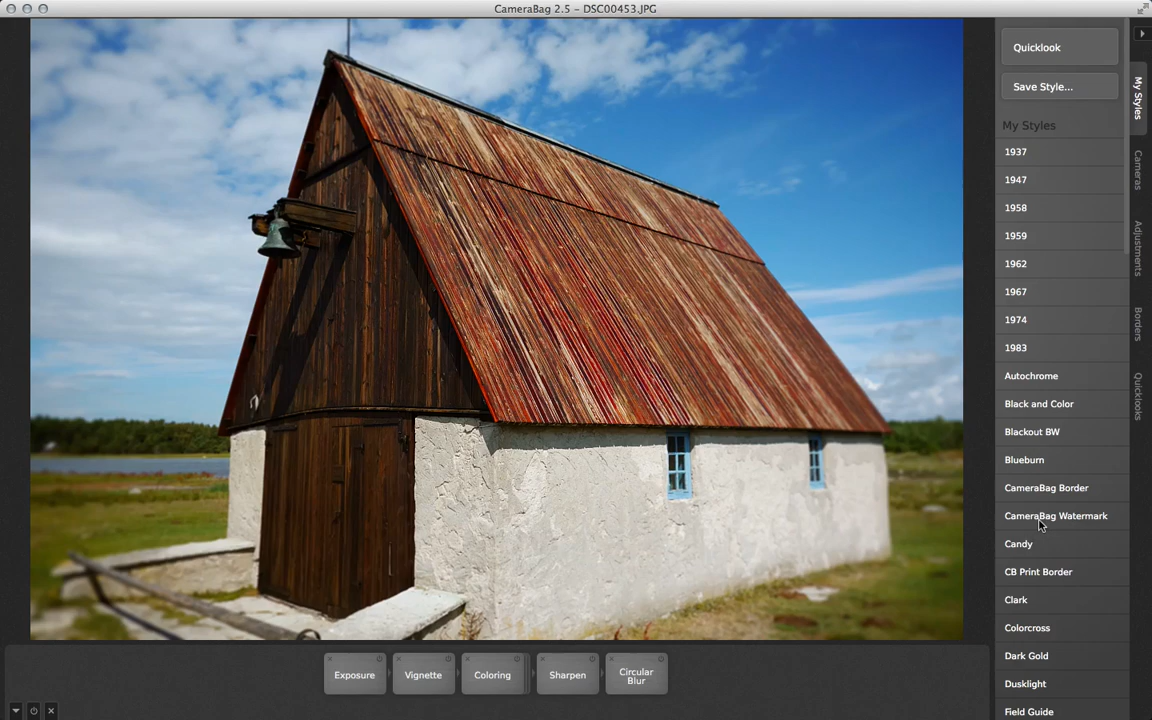 CameraBag 2.5 - DSC00453.JPG
Quicklook
Save Style...
My Styles
1937
1947
1958
1959
1962
1967
1974
1983
Autochrome
Black and Color
Blackout BW
Blueburn
CameraBag Border
CameraBag Watermark
Candy
CB Print Border
Clark
Colorcross
Dark Gold
Dusklight
Field Guide
My Styles
Cameras
Adjustments
Borders
Quicklooks
Exposure
Vignette
Coloring
Sharpen
Circular
Blur